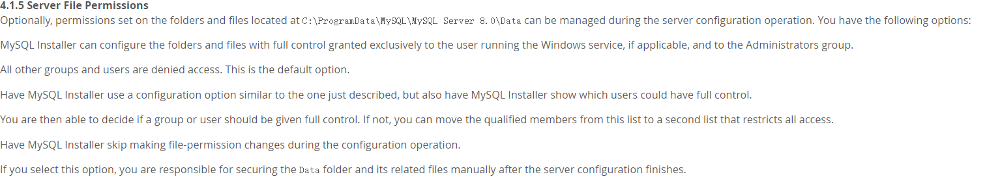 4.1.5 Server File Permissions
Optionally, permissions set on the folders and files located at C:\ProgramData\MySQL\MySQL Server 8.0\Data can be managed during the server configuration operation. You have the following options:
MySQL Installer can configure the folders and files with full control granted exclusively to the user running the Windows service, if applicable, and to the Administrators group.
All other groups and users are denied access. This is the default option.
Have MySQL Installer use a configuration option similar to the one just described, but also have MySQL Installer show which users could have full control.
You are then able to decide if a group or user should be given full control. If not, you can move the qualified members from this list to a second list that restricts all access.
Have MySQL Installer skip making file-permission changes during the configuration operation.
If you select this option, you are responsible for securing the Data folder and its related files manually after the server configuration finishes.